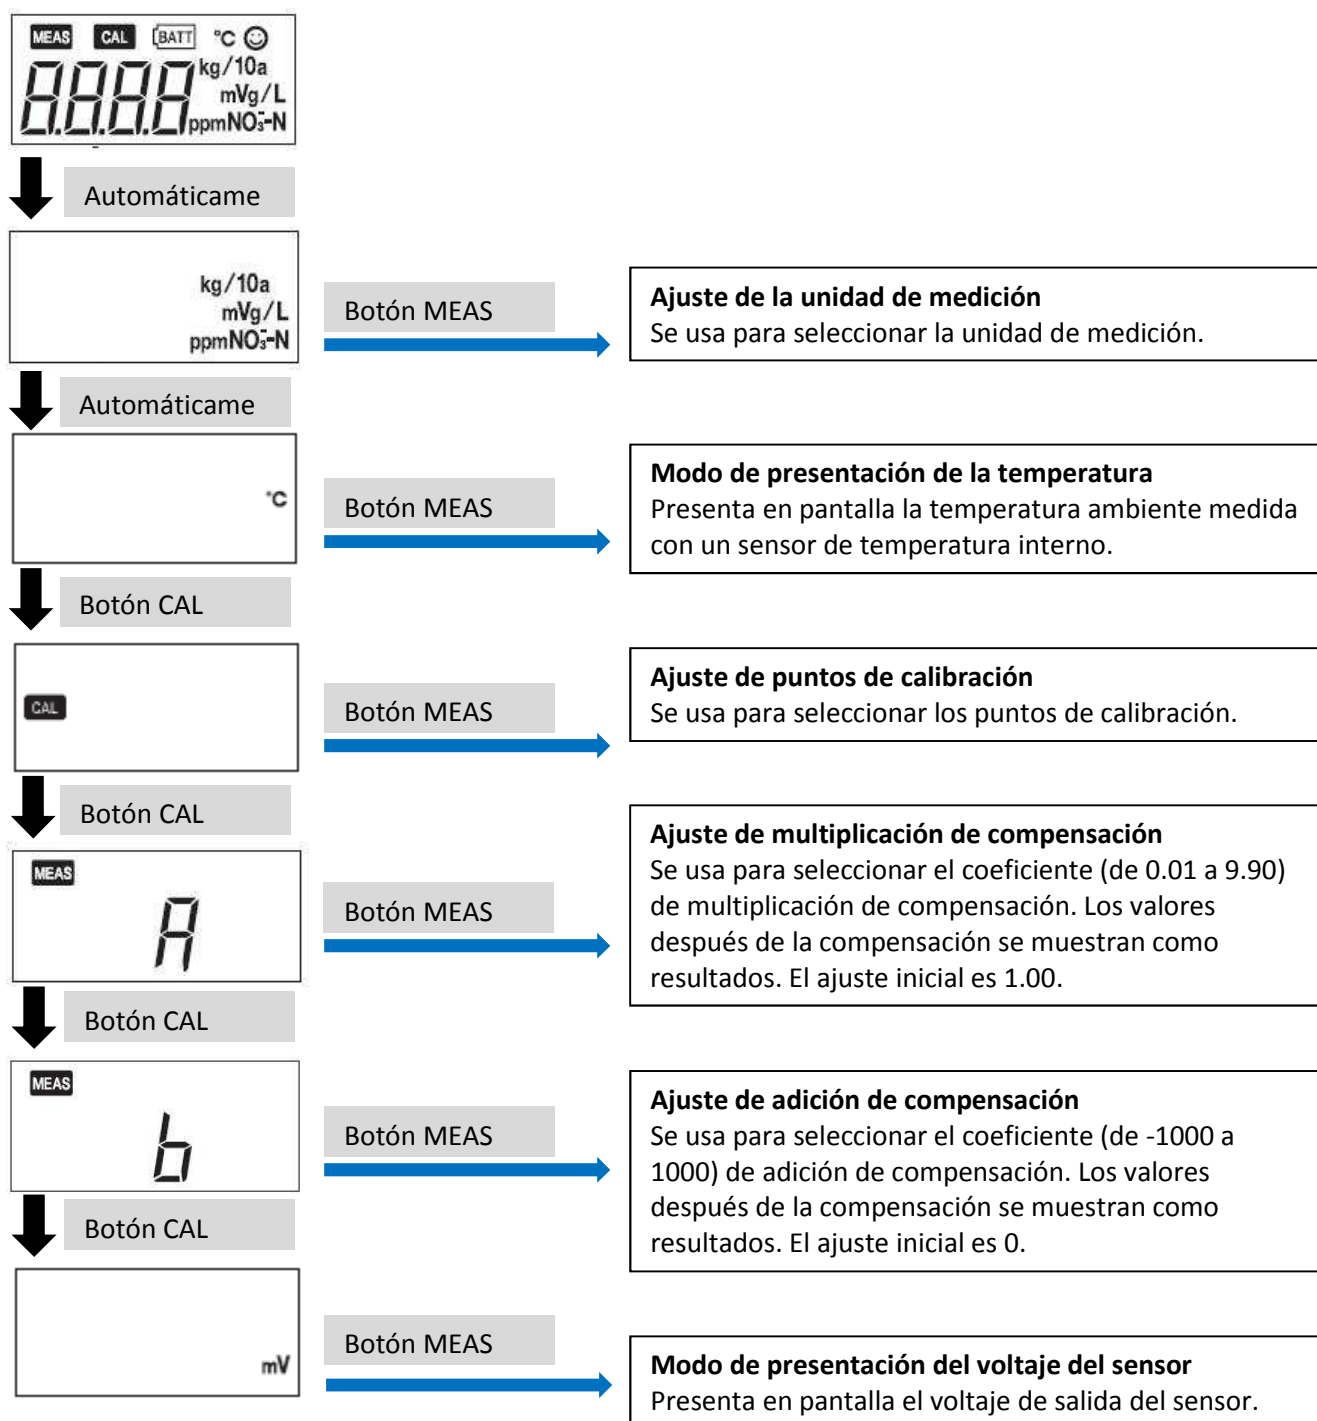 MEAS CAL BATT °C
8.8.8.8 kg/10a
mVg/L
ppmNO₃⁻-N
Automáticame
kg/10a
mVg/L
ppmNO₃⁻-N
Botón MEAS
Ajuste de la unidad de medición
Se usa para seleccionar la unidad de medición.
Automáticame
°C
Botón MEAS
Modo de presentación de la temperatura
Presenta en pantalla la temperatura ambiente medida
con un sensor de temperatura interno.
Botón CAL
CAL
Botón MEAS
Ajuste de puntos de calibración
Se usa para seleccionar los puntos de calibración.
Botón CAL
MEAS
A
Botón MEAS
Ajuste de multiplicación de compensación
Se usa para seleccionar el coeficiente (de 0.01 a 9.90)
de multiplicación de compensación. Los valores
después de la compensación se muestran como
resultados. El ajuste inicial es 1.00.
Botón CAL
MEAS
b
Botón MEAS
Ajuste de adición de compensación
Se usa para seleccionar el coeficiente (de -1000 a
1000) de adición de compensación. Los valores
después de la compensación se muestran como
resultados. El ajuste inicial es 0.
Botón CAL
mV
Botón MEAS
Modo de presentación del voltaje del sensor
Presenta en pantalla el voltaje de salida del sensor.